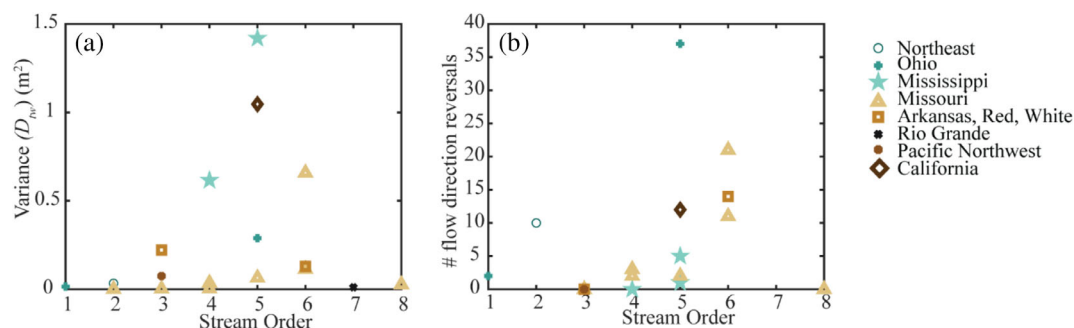 (a)
Variance (D_tw) (m²)
1.5
1
0.5
0
1 2 3 4 5 6 7 8
Stream Order
(b)
# flow direction reversals
40
35
30
25
20
15
10
5
0
1 2 3 4 5 6 7 8
Stream Order
Northeast
Ohio
Mississippi
Missouri
Arkansas, Red, White
Rio Grande
Pacific Northwest
California